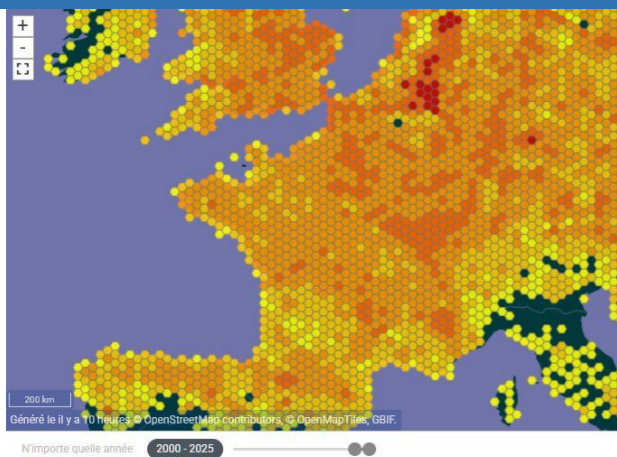 +
-
200 km
Généré le il y a 10 heures © OpenStreetMap contributors, © OpenMapTiles, GBIF.
N'importe quelle année 2000 - 2025